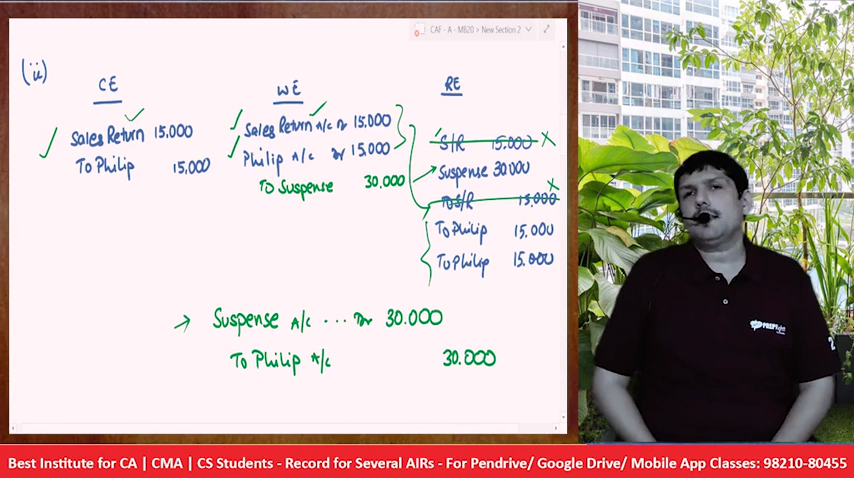 CAF - A - MB20 > New Section 2
(ii)
CE
Sales Return 15,000
To Philip 15,000
WE
Sales Return A/c Dr 15,000
Philip A/c Dr 15,000
To Suspense 30.000
RE
S/R 15.000
Suspense 30000
To S/R 15.000
To Philip 15.000
To Philip 15.000
Suspense A/c ... Dr 30.000
To Philip A/c 30.000
PREPsight
2
Best Institute for CA | CMA | CS Students - Record for Several AIRs - For Pendrive/ Google Drive/ Mobile App Classes: 98210-80455